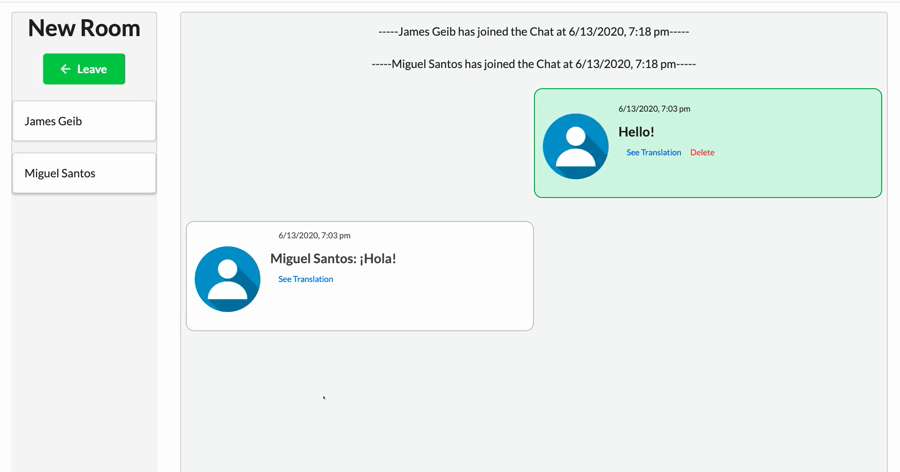 New Room
← Leave
James Geib
Miguel Santos
-----James Geib has joined the Chat at 6/13/2020, 7:18 pm-----
-----Miguel Santos has joined the Chat at 6/13/2020, 7:18 pm-----
6/13/2020, 7:03 pm
Hello!
See Translation Delete
6/13/2020, 7:03 pm
Miguel Santos: ¡Hola!
See Translation